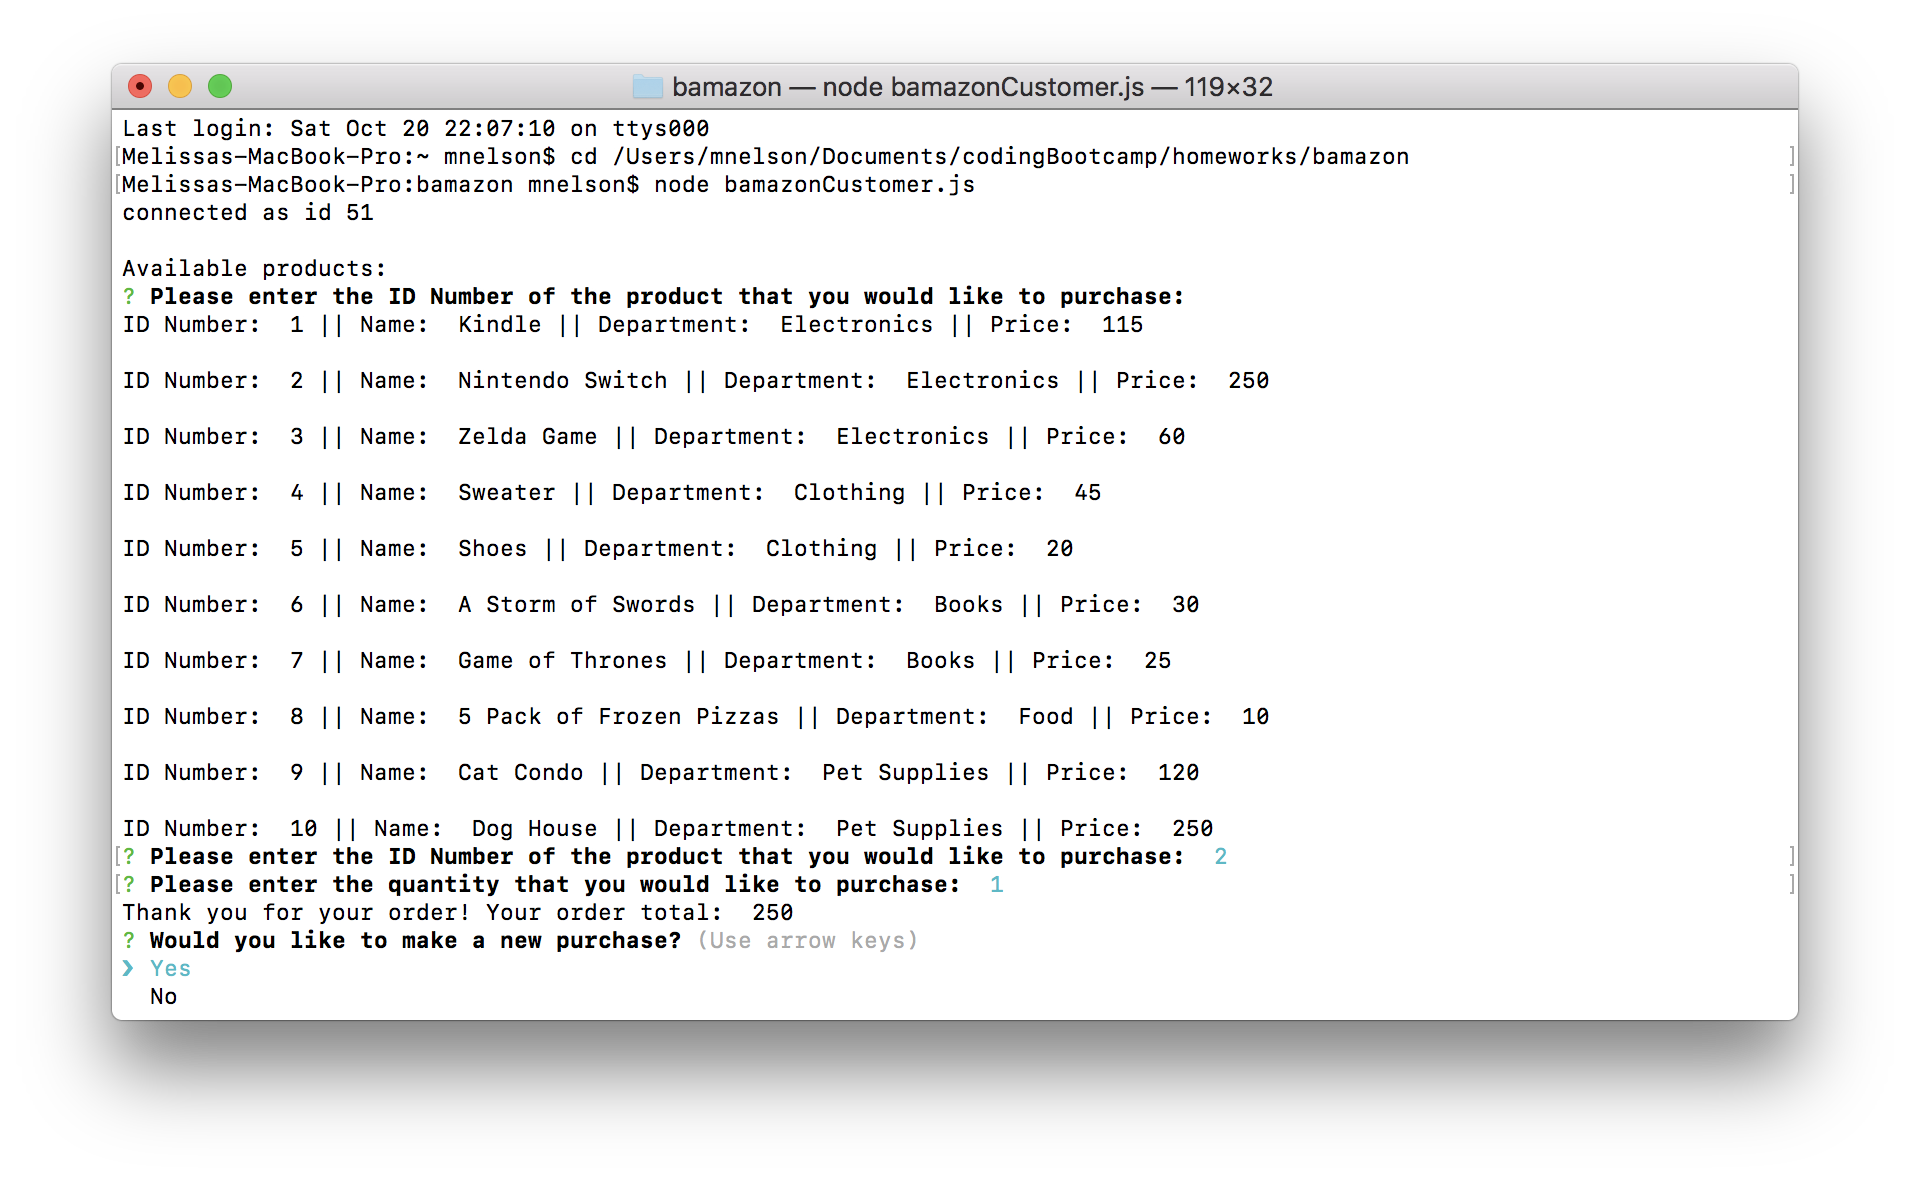 bamazon — node bamazonCustomer.js — 119×32
Last login: Sat Oct 20 22:07:10 on ttys000
[Melissas-MacBook-Pro:~ mnelson$ cd /Users/mnelson/Documents/codingBootcamp/homeworks/bamazon ]
[Melissas-MacBook-Pro:bamazon mnelson$ node bamazonCustomer.js ]
connected as id 51
Available products:
? Please enter the ID Number of the product that you would like to purchase:
ID Number:  1 || Name:  Kindle || Department:  Electronics || Price:  115
ID Number:  2 || Name:  Nintendo Switch || Department:  Electronics || Price:  250
ID Number:  3 || Name:  Zelda Game || Department:  Electronics || Price:  60
ID Number:  4 || Name:  Sweater || Department:  Clothing || Price:  45
ID Number:  5 || Name:  Shoes || Department:  Clothing || Price:  20
ID Number:  6 || Name:  A Storm of Swords || Department:  Books || Price:  30
ID Number:  7 || Name:  Game of Thrones || Department:  Books || Price:  25
ID Number:  8 || Name:  5 Pack of Frozen Pizzas || Department:  Food || Price:  10
ID Number:  9 || Name:  Cat Condo || Department:  Pet Supplies || Price:  120
ID Number:  10 || Name:  Dog House || Department:  Pet Supplies || Price:  250
[? Please enter the ID Number of the product that you would like to purchase:  2 ]
[? Please enter the quantity that you would like to purchase:  1 ]
Thank you for your order! Your order total:  250
? Would you like to make a new purchase? (Use arrow keys)
❯ Yes
  No